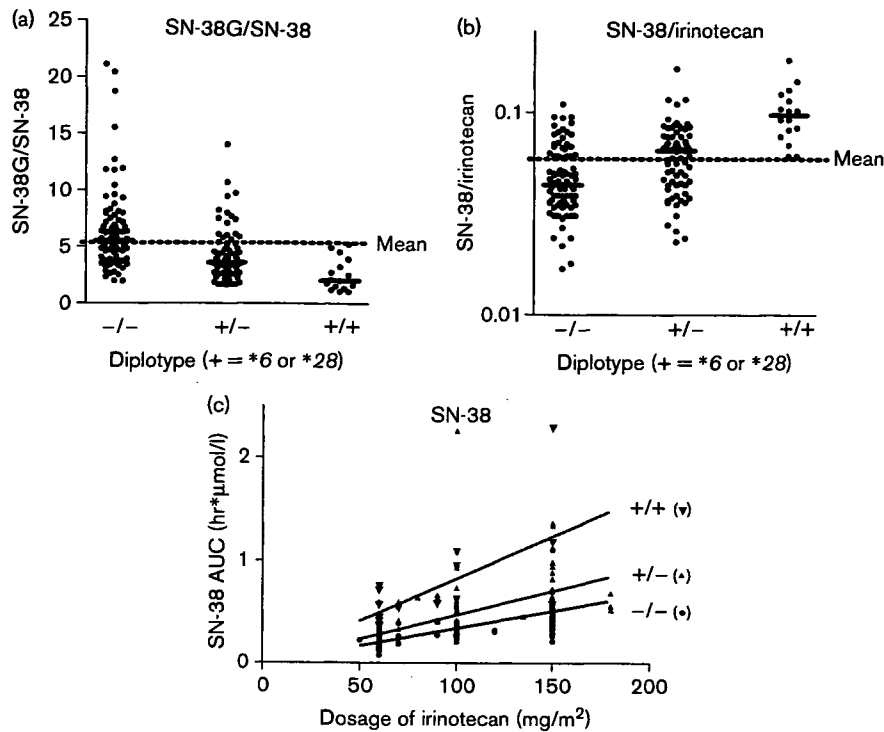 (a)
SN-38G/SN-38
25
20
15
10
5
0
SN-38G/SN-38
Mean
−/−
+/−
+/+
Diplotype (+ = *6 or *28)
(b)
SN-38/irinotecan
0.1
0.01
SN-38/irinotecan
Mean
−/−
+/−
+/+
Diplotype (+ = *6 or *28)
(c)
SN-38
2
1
0
SN-38 AUC (hr*μmol/l)
+/+ (▼)
+/− (▲)
−/− (●)
0
50
100
150
200
Dosage of irinotecan (mg/m²)